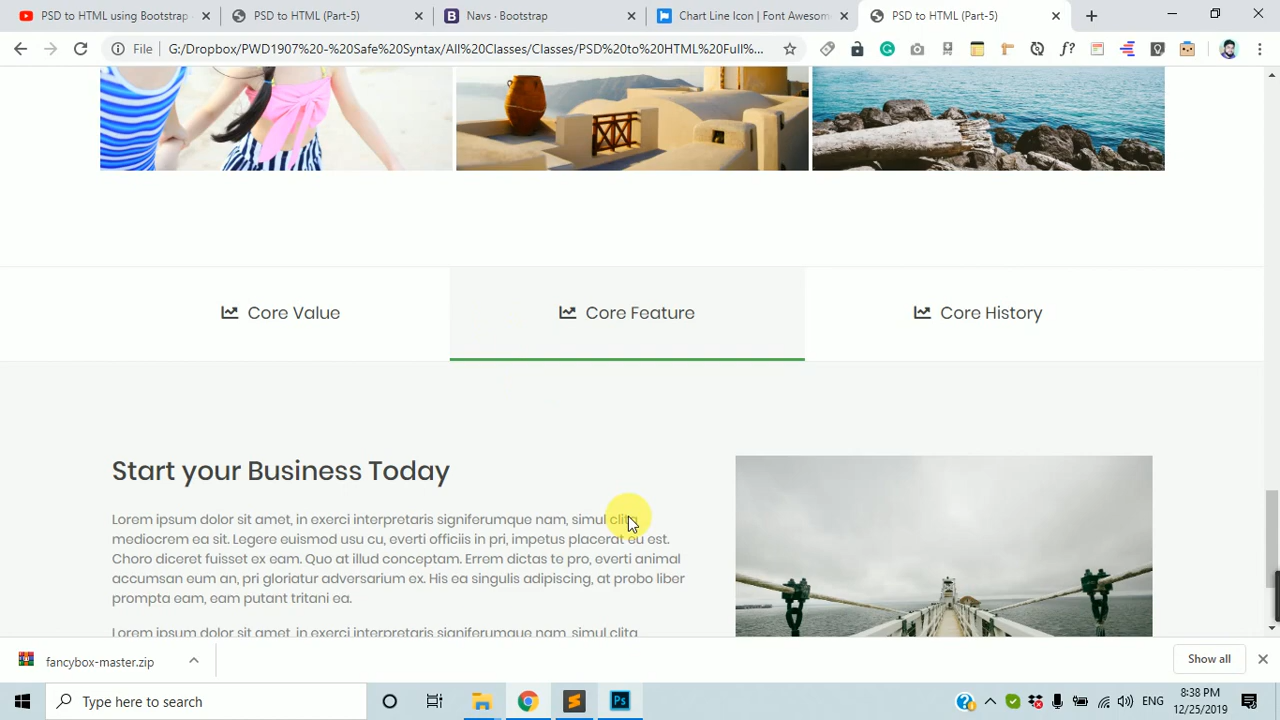 PSD to HTML using Bootstrap
PSD to HTML (Part-5)
Navs · Bootstrap
Chart Line Icon | Font Awesom
PSD to HTML (Part-5)
File
G:/Dropbox/PWD1907%20-%20Safe%20Syntax/All%20Classes/Classes/PSD%20to%20HTML%20Full%...
f?
Core Value
Core Feature
Core History
Start your Business Today
Lorem ipsum dolor sit amet, in exerci interpretaris signiferumque nam, simul clita
mediocrem ea sit. Legere euismod usu cu, everti officiis in pri, impetus placerat eu est.
Choro diceret fuisset ex eam. Quo at illud conceptam. Errem dictas te pro, everti animal
accumsan eum an, pri gloriatur adversarium ex. His ea singulis adipiscing, at probo liber
prompta eam, eam putant tritani ea.
Lorem ipsum dolor sit amet, in exerci interpretaris signiferumque nam, simul clita
fancybox-master.zip
Show all
Type here to search
ENG
8:38 PM
12/25/2019